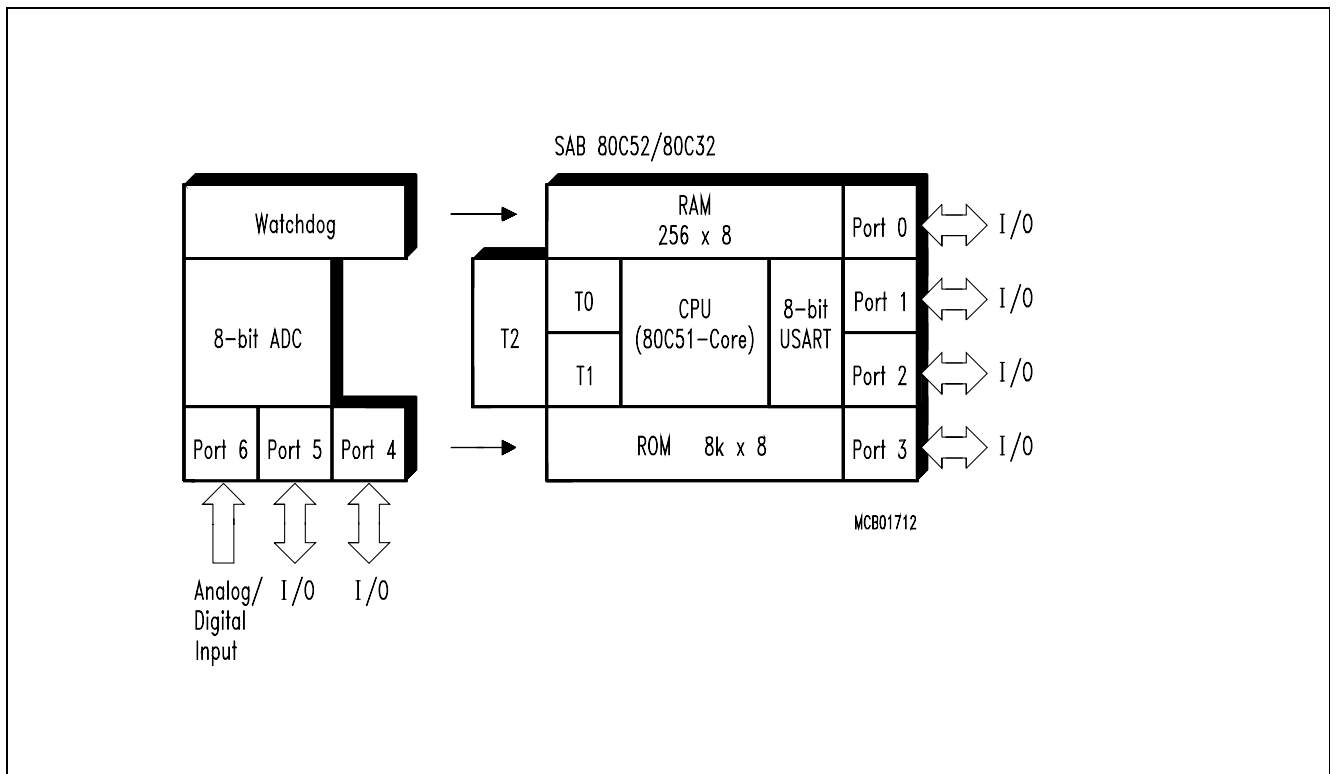 SAB 80C52/80C32
Watchdog
8-bit ADC
Port 6
Port 5
Port 4
Analog/
Digital
Input
I/O
I/O
RAM
256 x 8
T2
T0
T1
CPU
(80C51-Core)
8-bit
USART
ROM 8k x 8
Port 0
I/O
Port 1
I/O
Port 2
I/O
Port 3
I/O
MCB01712